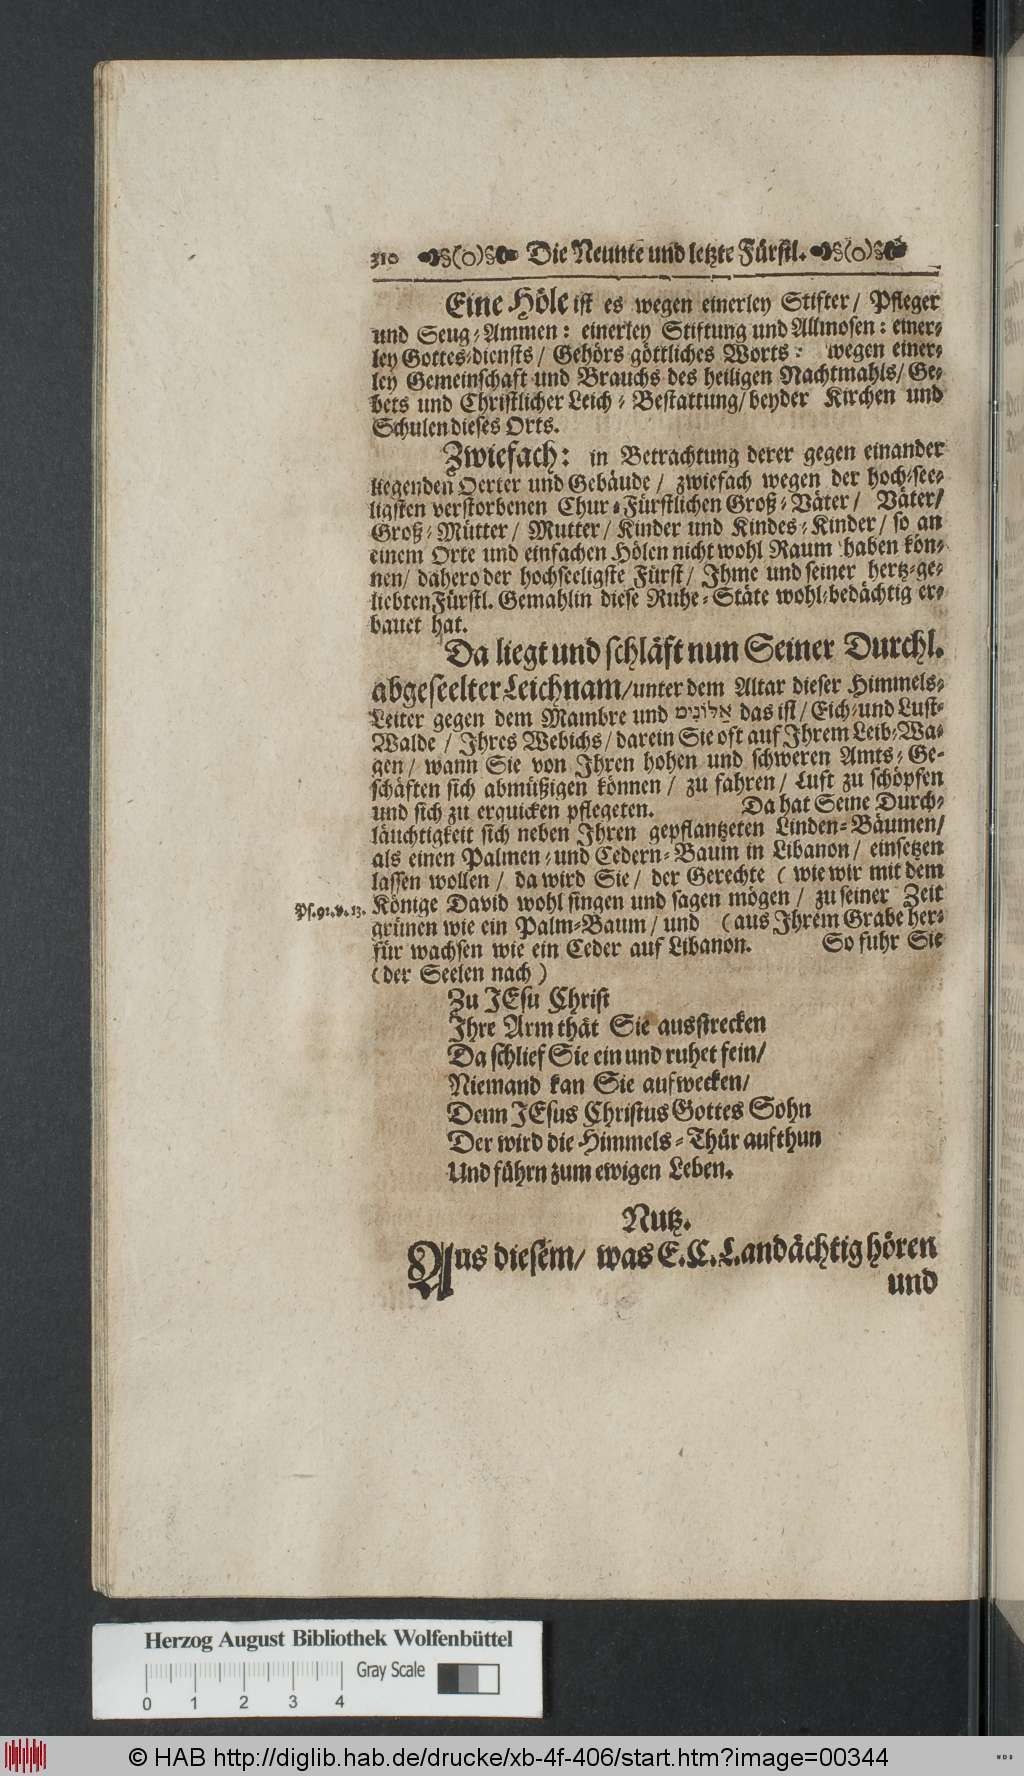 310 §(o)§ Die Neunte und letzte Fürstl. §(o)§
Eine Höle ist es wegen einerley Stifter/ Pfleger
und Seug-Ammen: einerley Stiftung und Allmosen: einer-
ley Gottes-diensts/ Gehörs göttliches Worts: wegen einer-
ley Gemeinschaft und Brauchs des heiligen Nachtmahls/ Ge-
bets und Christlicher Leich-Bestattung/ beyder Kirchen und
Schulen dieses Orts.
Zwiefach: in Betrachtung derer gegen einander
liegenden Oerter und Gebäude/ zwiefach wegen der hoch-see-
ligsten verstorbenen Chur-Fürstlichen Groß-Väter/ Väter/
Groß-Mütter/ Mutter/ Kinder und Kindes-Kinder/ so an
einem Orte und einfachen Hölen nicht wohl Raum haben kön-
nen/ dahero der hochseeligste Fürst/ Ihme und seiner hertz-ge-
liebten Fürstl. Gemahlin diese Ruhe-Stäte wohl-bedächtig er-
bauet hat.
Da liegt und schläft nun Seiner Durchl.
abgeseelter Leichnam/ unter dem Altar dieser Himmels-
Leiter gegen dem Mambre und אלונים das ist/ Eich-und Lust-
Walde/ Ihres Webichs/ darein Sie oft auf Ihrem Leib-Wa-
gen/ wann Sie von Ihren hohen und schweren Amts-Ge-
schäften sich abmüßigen können/ zu fahren/ Luft zu schöpfen
und sich zu erquicken pflegeten. Da hat Seine Durch-
läuchtigkeit sich neben Ihren gepflantzeten Linden-Bäumen/
als einen Palmen-und Cedern-Baum in Libanon/ einsetzen
lassen wollen/ da wird Sie/ der Gerechte (wie wir mit dem
Ps. 91. v. 13. Könige David wohl singen und sagen mögen/ zu seiner Zeit
grünen wie ein Palm-Baum/ und (aus Ihrem Grabe her-
für wachsen wie ein Ceder auf Libanon. So fuhr Sie
(der Seelen nach)
Zu JEsu Christ
Ihre Arm thät Sie ausstrecken
Da schlief Sie ein und ruhet fein/
Niemand kan Sie aufwecken/
Denn JEsus Christus Gottes Sohn
Der wird die Himmels-Thür aufthun
Und führn zum ewigen Leben.
Nutz.
Aus diesem/ was E. C. L. andächtig hören
und
Herzog August Bibliothek Wolfenbüttel
Gray Scale
0 1 2 3 4
© HAB http://diglib.hab.de/drucke/xb-4f-406/start.htm?image=00344